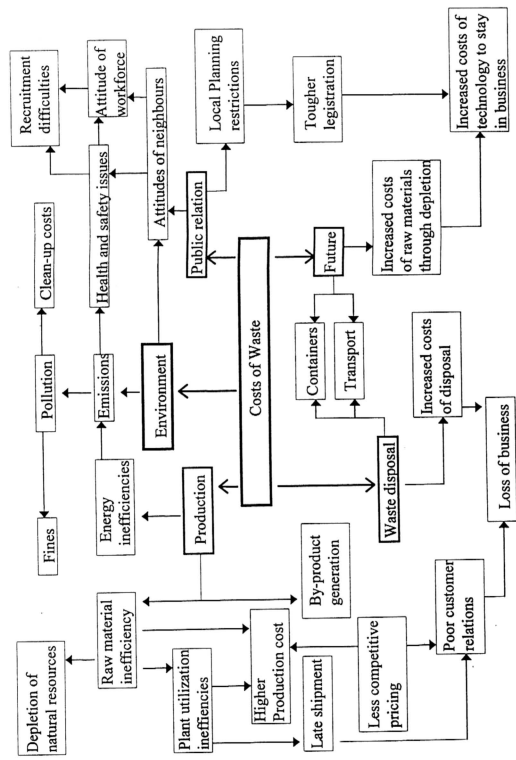 Depletion of
natural resources
Raw material
inefficiency
Plant utilization
ineffiencies
Higher
Production cost
Late shipment
Less competitive
pricing
Poor customer
relations
Loss of business
By-product
generation
Production
Energy
inefficiencies
Fines
Pollution
Clean-up costs
Emissions
Environment
Health and safety issues
Attitude of
workforce
Recruitment
difficulties
Attitudes of neighbours
Public relation
Local Planning
restrictions
Tougher
legistration
Costs of Waste
Future
Containers
Transport
Waste disposal
Increased costs
of disposal
Increased costs
of raw materials
through depletion
Increased costs of
technology to stay
in business